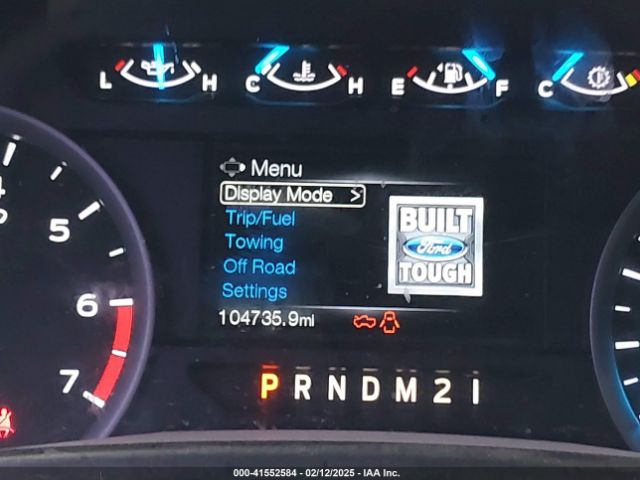 L H C H E F C
Menu
Display Mode >
Trip/Fuel
Towing
Off Road
Settings
BUILT
Ford
TOUGH
104735.9mi
5
6
7
P R N D M 2 1
000-41552584 - 02/12/2025 - IAA Inc.